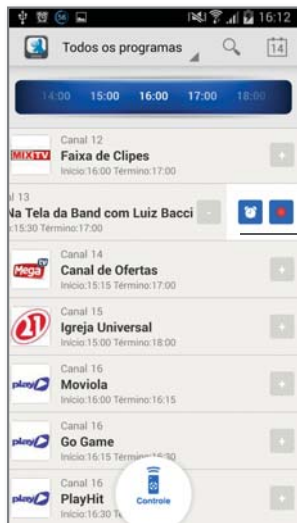 16:12
Todos os programas
14
14:00 15:00 16:00 17:00 18:00
Canal 12
MIXTV Faixa de Clipes +
Início:16:00 Término:17:00
al 13
Na Tela da Band com Luiz Bacci -
:15:30 Término:17:00
Canal 14
Mega TV Canal de Ofertas +
Início:15:15 Término:17:00
Canal 15
21 Igreja Universal +
Início:15:00 Término:18:00
Canal 16
play Moviola +
Início:16:00 Término:16:15
Canal 16
play Go Game +
Início:16:15 Término:16:30
Canal 16
play PlayHit +
Início:16:30
Controle